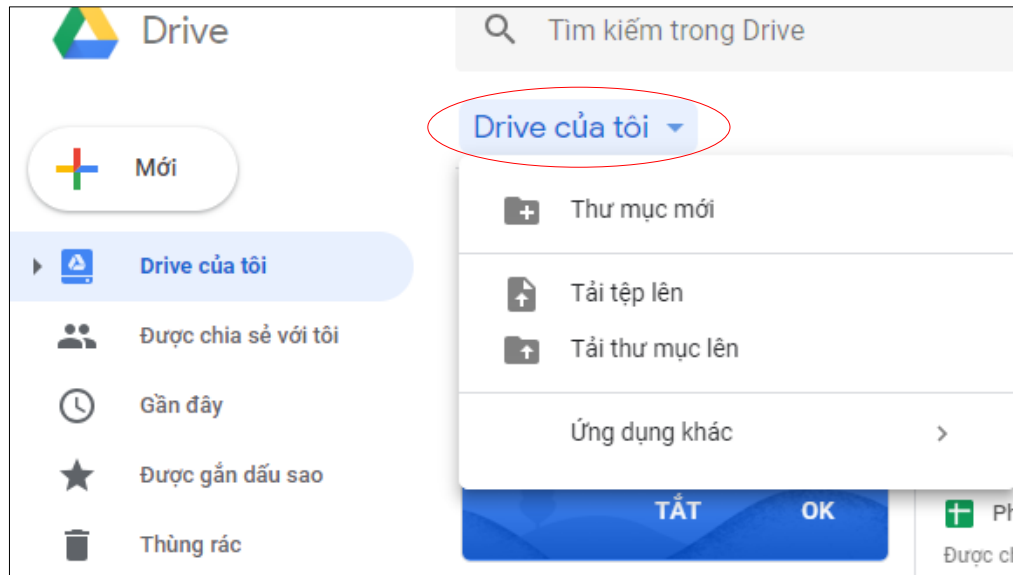 Drive
Tìm kiếm trong Drive
Drive của tôi
Mới
Thư mục mới
Drive của tôi
Tải tệp lên
Được chia sẻ với tôi
Tải thư mục lên
Gần đây
Ứng dụng khác
Được gắn dấu sao
TẮT
OK
Thùng rác
Được